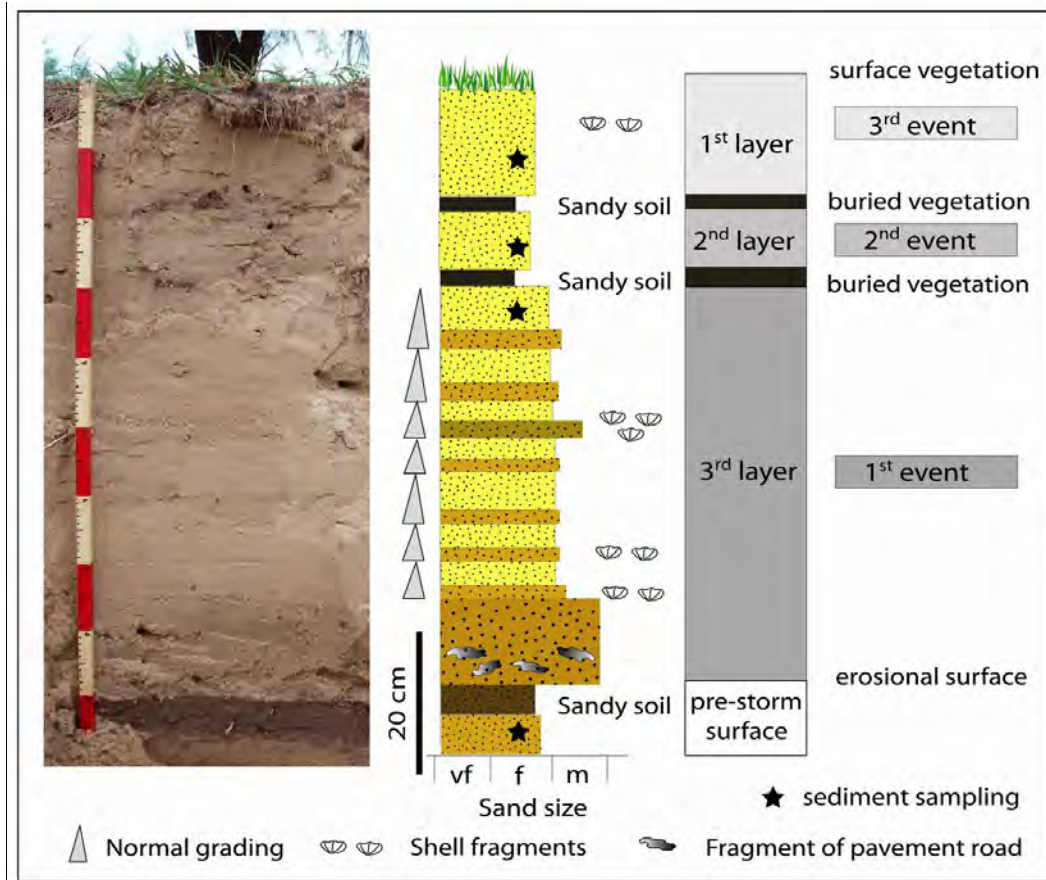 surface vegetation
3rd event
1st layer
Sandy soil
buried vegetation
2nd layer
2nd event
Sandy soil
buried vegetation
3rd layer
1st event
erosional surface
Sandy soil
pre-storm
surface
20 cm
vf f m
Sand size
sediment sampling
Normal grading
Shell fragments
Fragment of pavement road